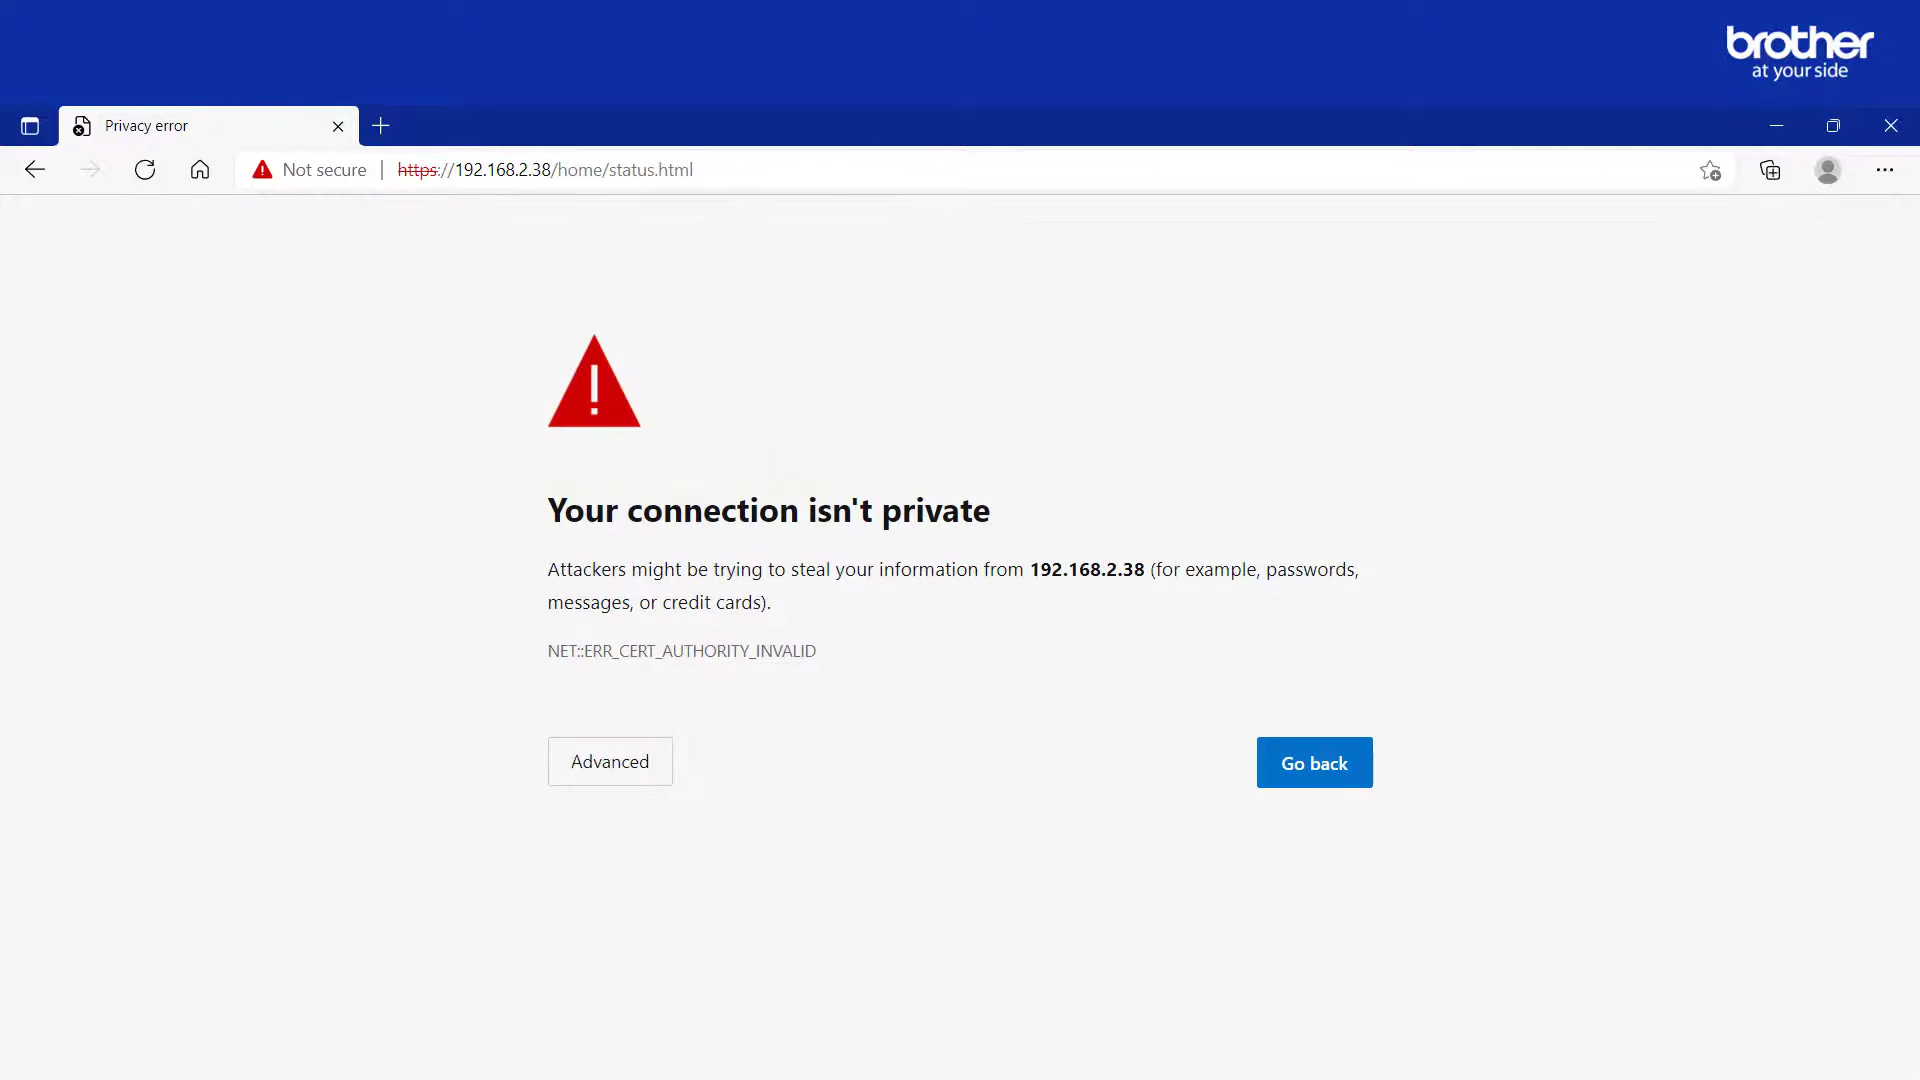 brother
at your side
Privacy error
Not secure | https://192.168.2.38/home/status.html
Your connection isn't private
Attackers might be trying to steal your information from 192.168.2.38 (for example, passwords,
messages, or credit cards).
NET::ERR_CERT_AUTHORITY_INVALID
Advanced
Go back